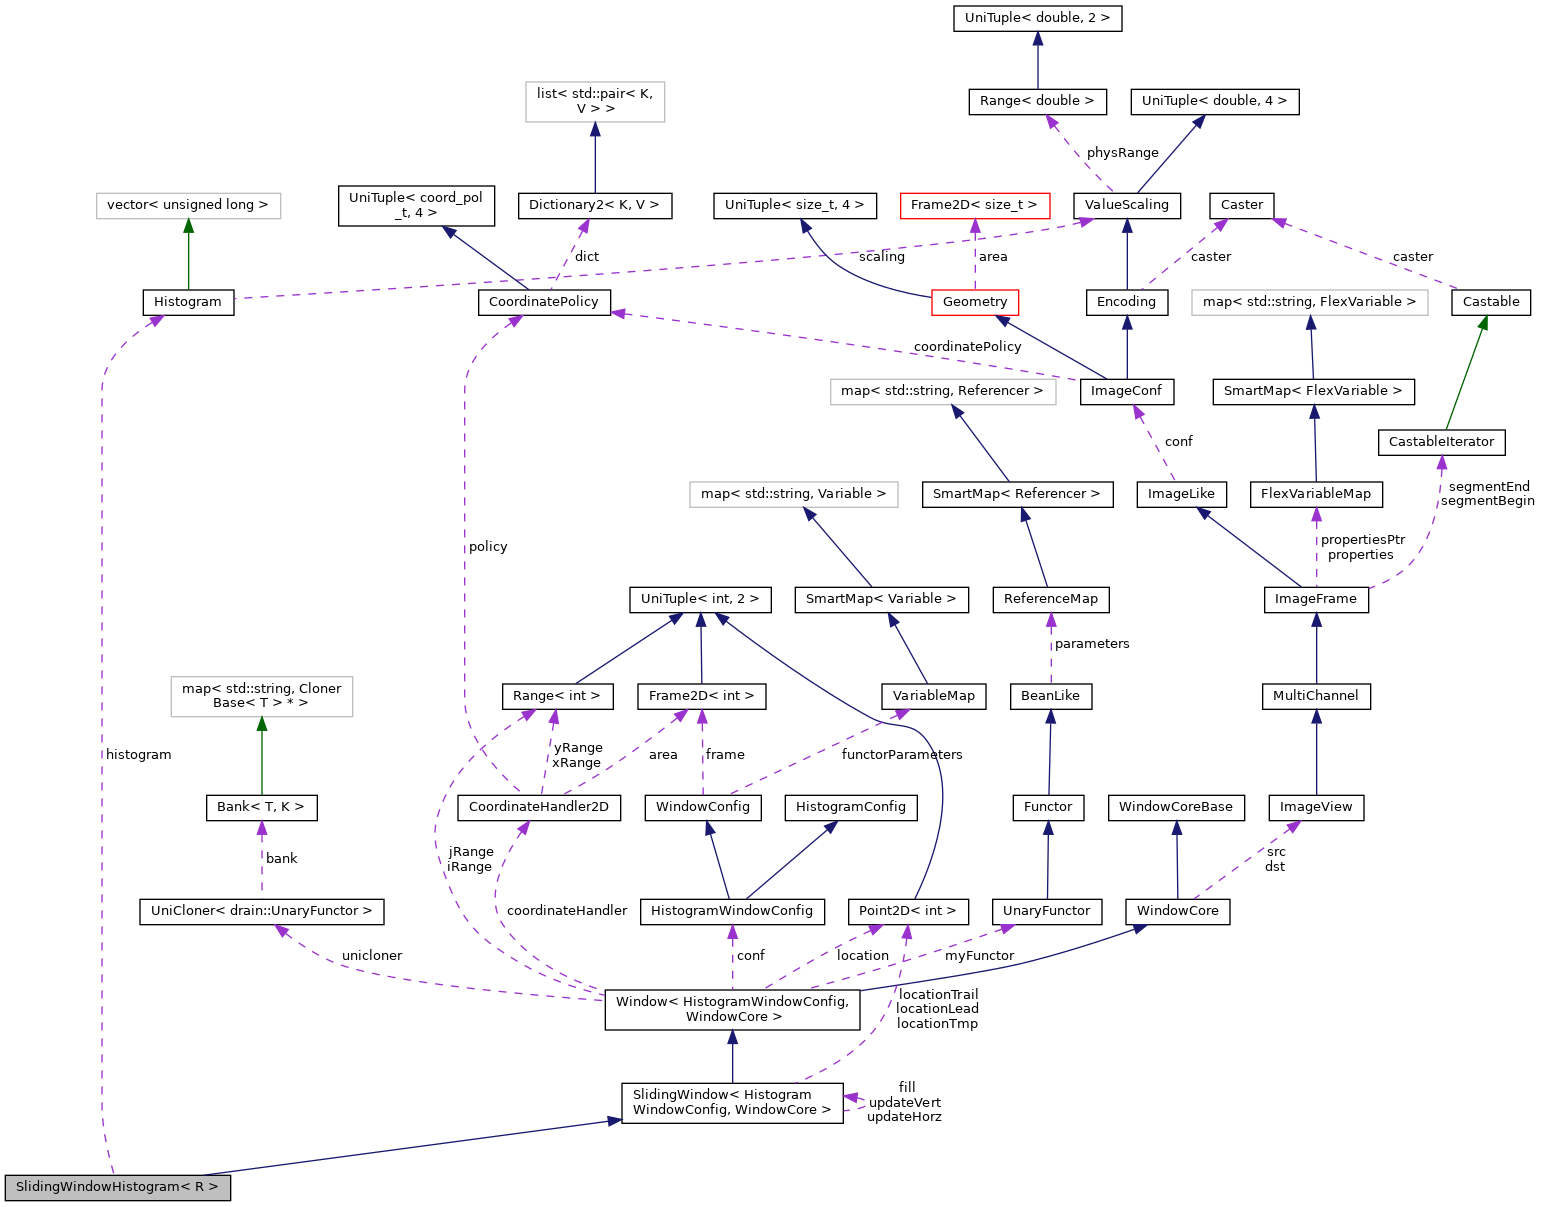 UniTuple< double, 2 >
list< std::pair< K,
V > >
Range< double >
UniTuple< double, 4 >
physRange
vector< unsigned long >
UniTuple< coord_pol
_t, 4 >
Dictionary2< K, V >
UniTuple< size_t, 4 >
Frame2D< size_t >
ValueScaling
Caster
dict
scaling
area
caster
caster
Histogram
CoordinatePolicy
Geometry
Encoding
map< std::string, FlexVariable >
Castable
coordinatePolicy
map< std::string, Referencer >
ImageConf
SmartMap< FlexVariable >
conf
CastableIterator
map< std::string, Variable >
SmartMap< Referencer >
ImageLike
FlexVariableMap
segmentEnd
segmentBegin
policy
propertiesPtr
properties
UniTuple< int, 2 >
SmartMap< Variable >
ReferenceMap
ImageFrame
parameters
map< std::string, Cloner
Base< T > * >
Range< int >
Frame2D< int >
VariableMap
BeanLike
MultiChannel
histogram
yRange
xRange
area
frame
functorParameters
Bank< T, K >
CoordinateHandler2D
WindowConfig
HistogramConfig
Functor
WindowCoreBase
ImageView
bank
jRange
iRange
src
dst
UniCloner< drain::UnaryFunctor >
coordinateHandler
HistogramWindowConfig
Point2D< int >
UnaryFunctor
WindowCore
unicloner
conf
location
myFunctor
Window< HistogramWindowConfig,
WindowCore >
locationTrail
locationLead
locationTmp
SlidingWindow< Histogram
WindowConfig, WindowCore >
fill
updateVert
updateHorz
SlidingWindowHistogram< R >